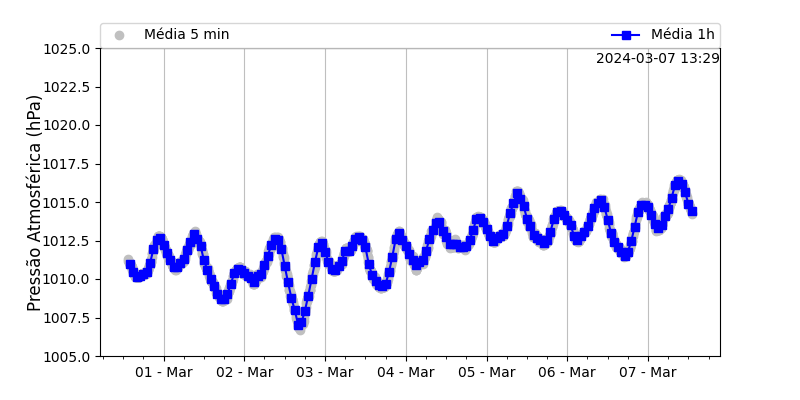 Média 5 min
Média 1h
2024-03-07 13:29
Pressão Atmosférica (hPa)
1025.0
1022.5
1020.0
1017.5
1015.0
1012.5
1010.0
1007.5
1005.0
01 - Mar
02 - Mar
03 - Mar
04 - Mar
05 - Mar
06 - Mar
07 - Mar